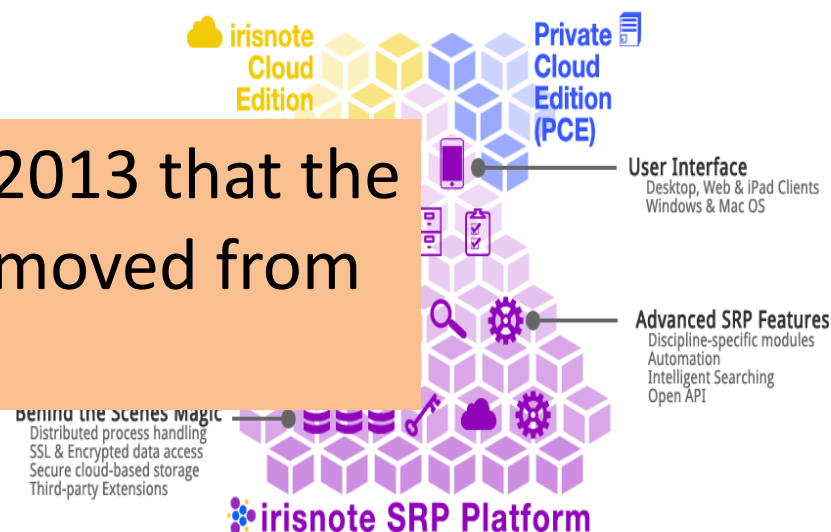 irisnote
Cloud
Edition
Private
Cloud
Edition
(PCE)
2013 that the
moved from
User Interface
Desktop, Web & iPad Clients
Windows & Mac OS
Advanced SRP Features
Discipline-specific modules
Automation
Intelligent Searching
Open API
Behind the Scenes Magic
Distributed process handling
SSL & Encrypted data access
Secure cloud-based storage
Third-party Extensions
irisnote SRP Platform